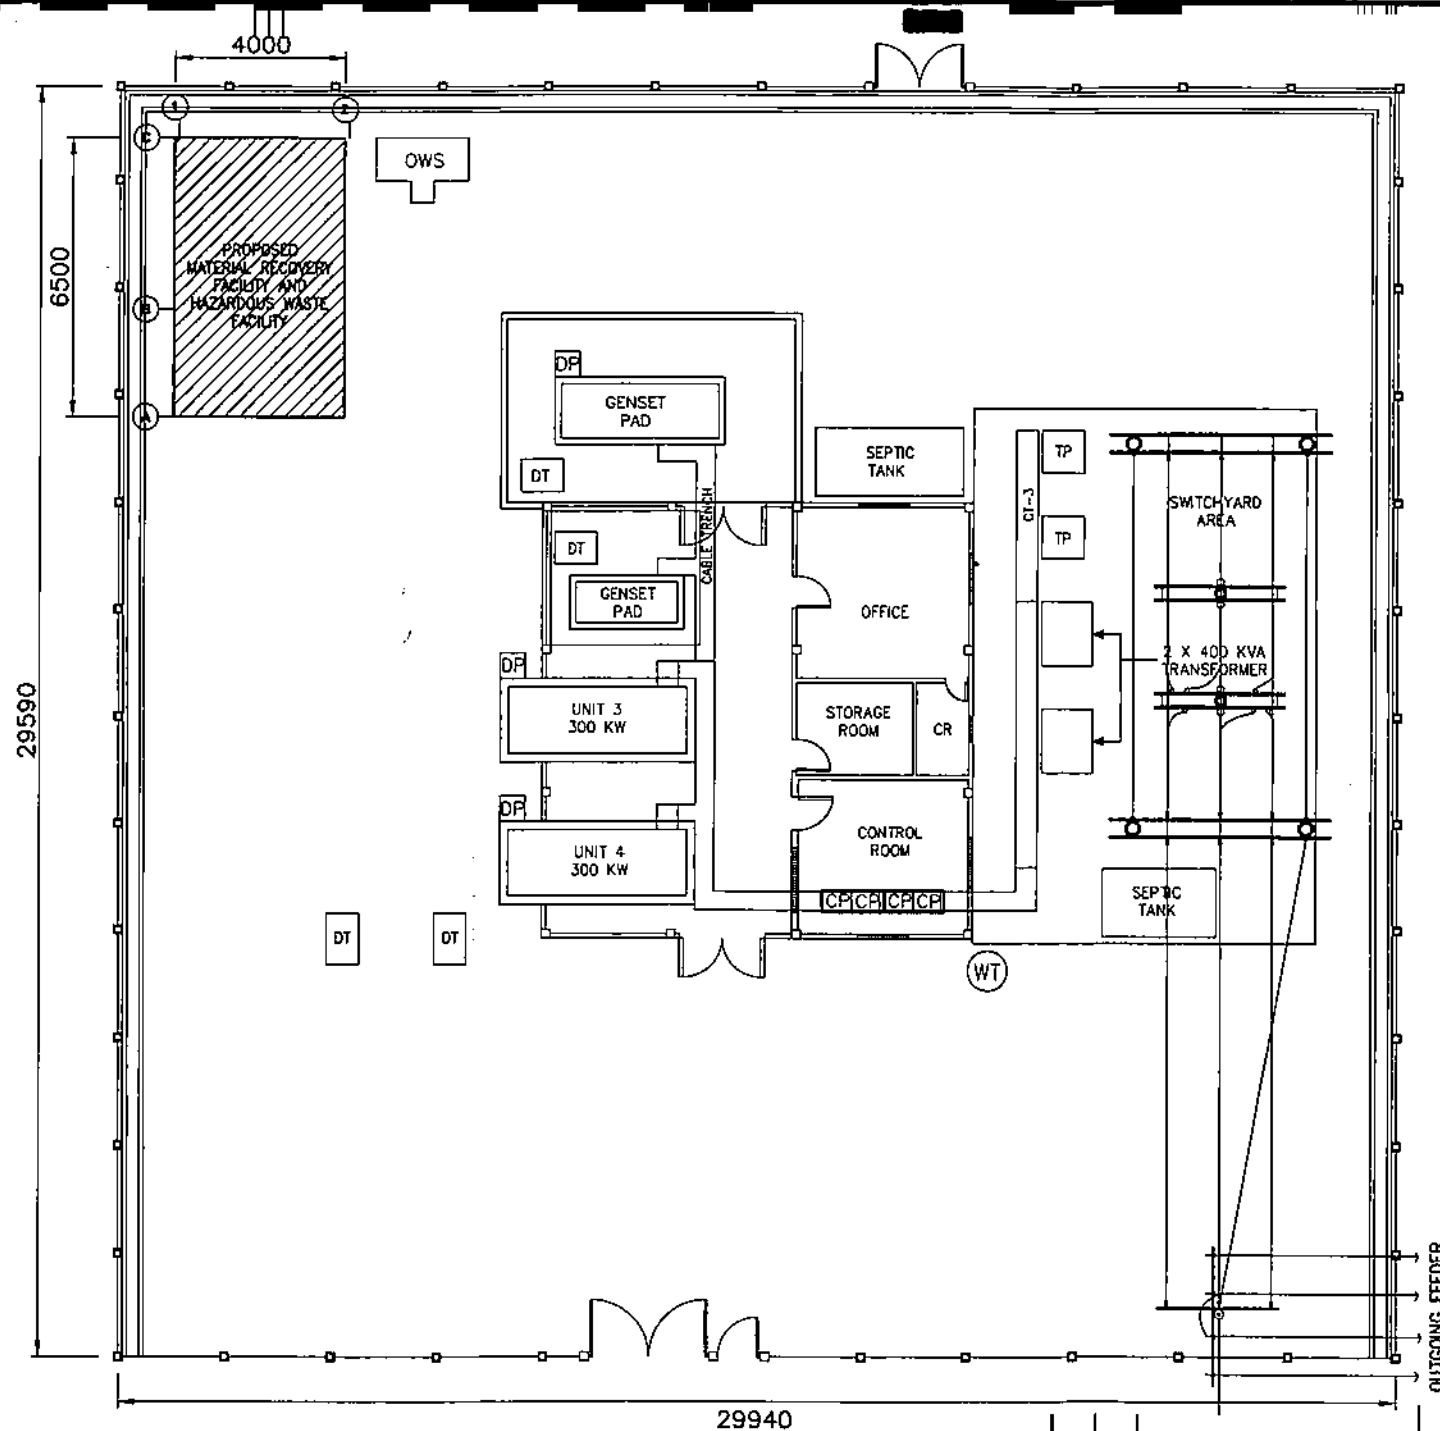 4000
1
2
C
OWS
6500
PROPOSED
MATERIAL RECOVERY
FACILITY AND
HAZARDOUS WASTE
FACILITY
B
A
DP
GENSET
PAD
DT
SEPTIC
TANK
TP
CT-3
SWITCHYARD
AREA
CABLE TRENCH
DT
TP
GENSET
PAD
OFFICE
2 X 400 KVA
TRANSFORMER
DP
UNIT 3
300 KW
STORAGE
ROOM
CR
29590
DP
UNIT 4
300 KW
CONTROL
ROOM
CP CP CP CP
SEPTIC
TANK
DT
DT
WT
OUTGOING FEEDER
29940